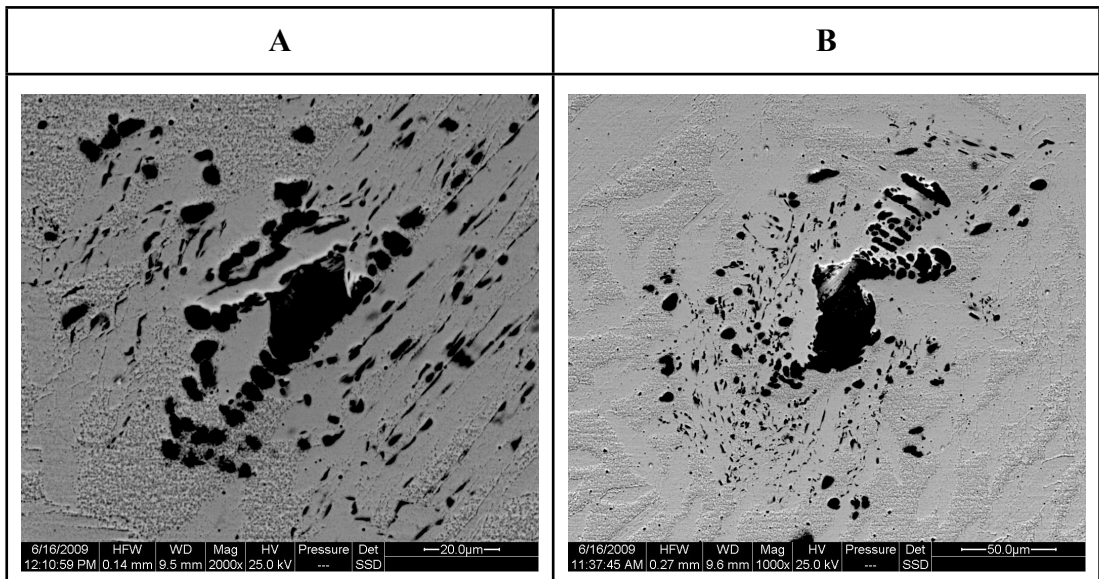 A
B
6/16/2009 HFW WD Mag HV Pressure Det
12:10:59 PM 0.14 mm 9.5 mm 2000x 25.0 kV --- SSD 20.0µm
6/16/2009 HFW WD Mag HV Pressure Det
11:37:45 AM 0.27 mm 9.6 mm 1000x 25.0 kV --- SSD 50.0µm